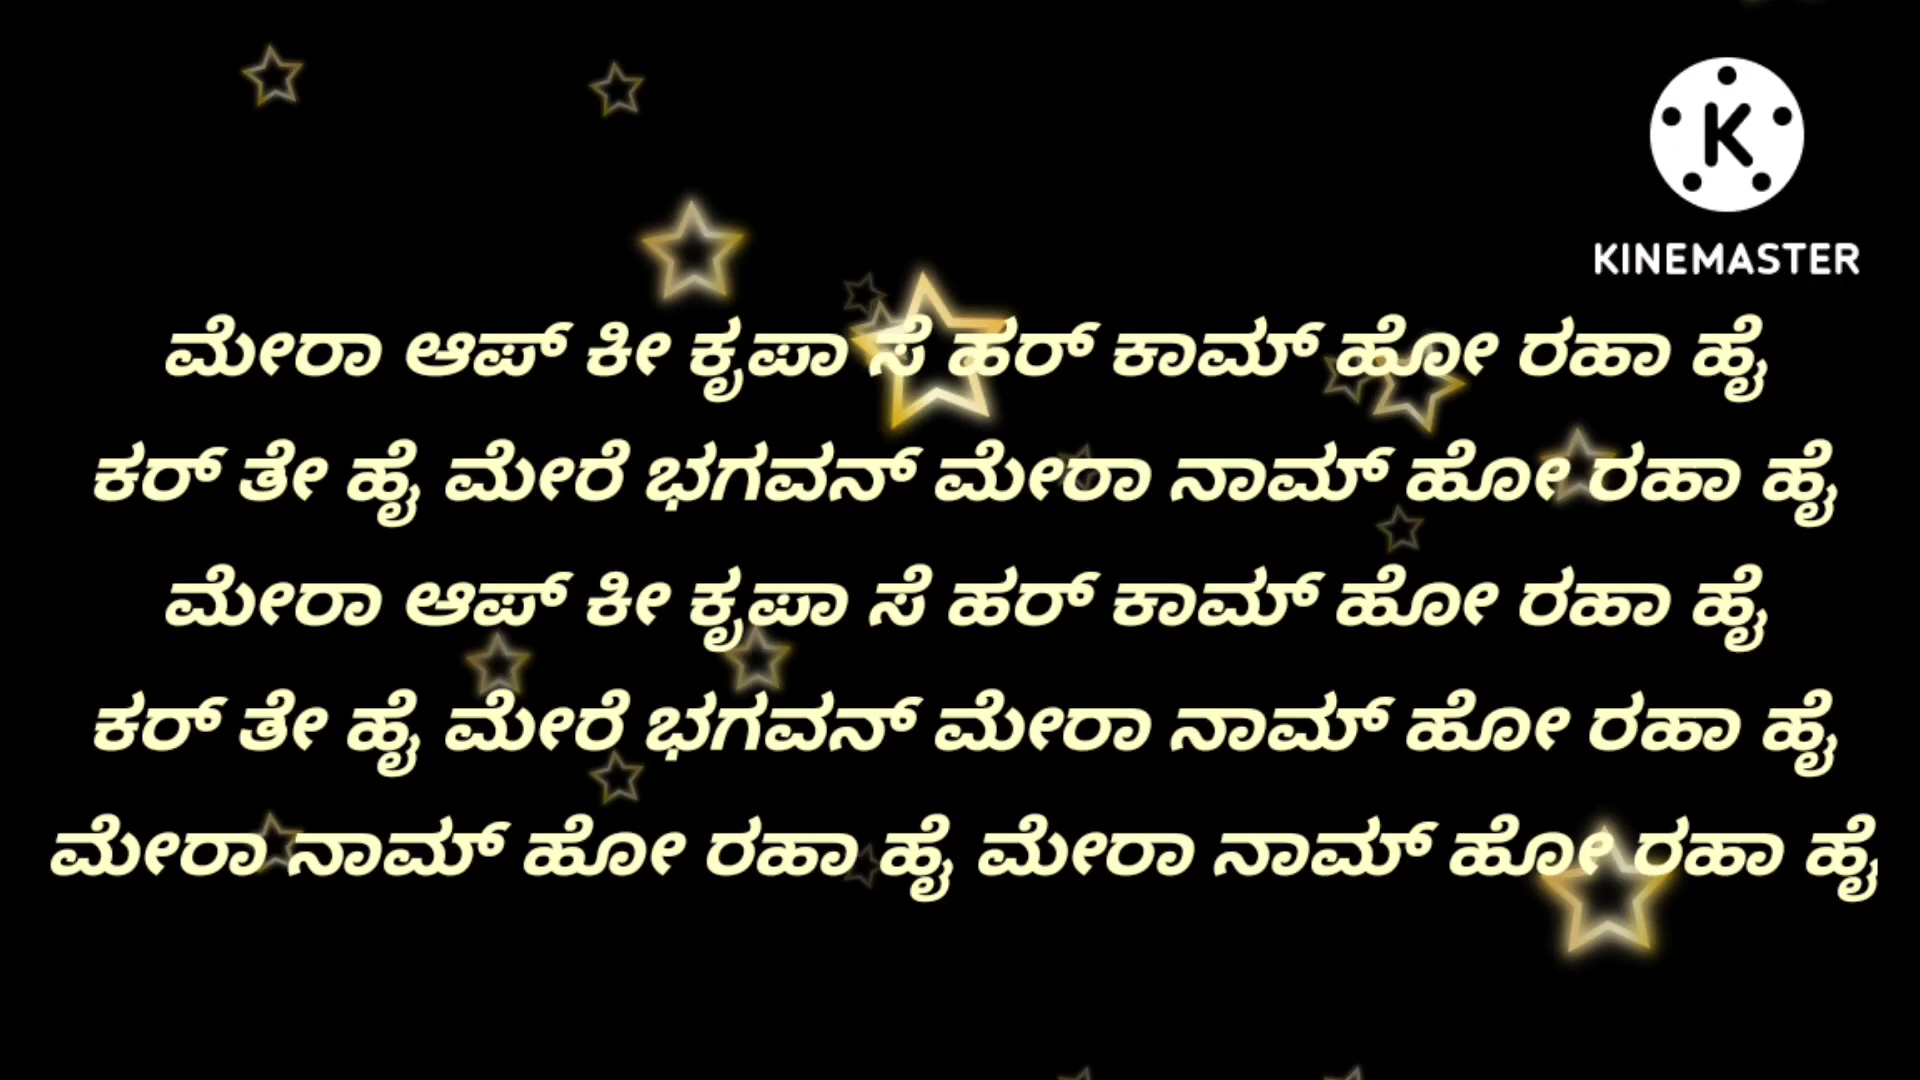 KINEMASTER
ಮೇರಾ ಆಪ್ ಕೀ ಕೃಪಾ ಸೆ ಹರ್ ಕಾಮ್ ಹೋ ರಹಾ ಹೈ
ಕರ್ ತೇ ಹೈ ಮೇರೆ ಭಗವನ್ ಮೇರಾ ನಾಮ್ ಹೋ ರಹಾ ಹೈ
ಮೇರಾ ಆಪ್ ಕೀ ಕೃಪಾ ಸೆ ಹರ್ ಕಾಮ್ ಹೋ ರಹಾ ಹೈ
ಕರ್ ತೇ ಹೈ ಮೇರೆ ಭಗವನ್ ಮೇರಾ ನಾಮ್ ಹೋ ರಹಾ ಹೈ
ಮೇರಾ ನಾಮ್ ಹೋ ರಹಾ ಹೈ ಮೇರಾ ನಾಮ್ ಹೋ ರಹಾ ಹೈ